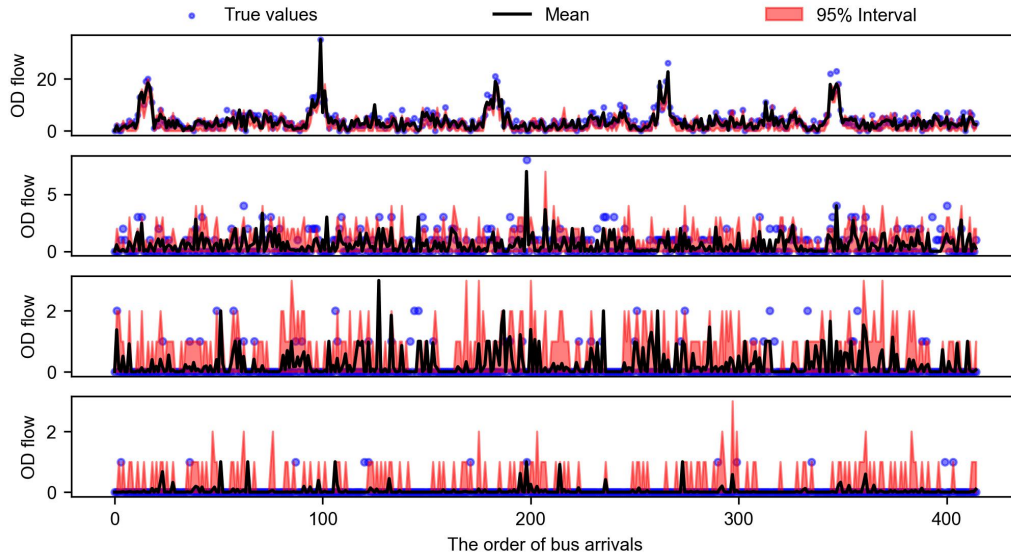 True values Mean 95% Interval
OD flow
20
0
OD flow
5
0
OD flow
2
0
OD flow
2
0
0 100 200 300 400
The order of bus arrivals